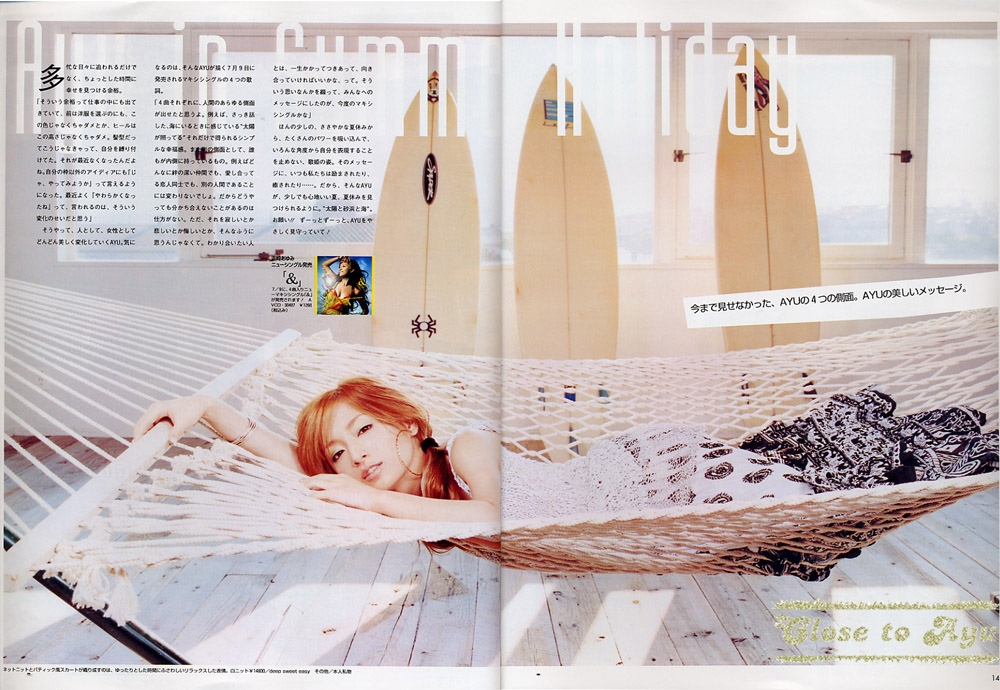 Ayu in Summer Holiday
多忙な日々に追われるだけで
なく、ちょっとした時間に
幸せを見つける余裕。
「そういう余裕って仕事の中にも出て
きていて、前は洋服を選ぶのにも、こ
の色じゃなくちゃダメとか、ヒールは
この高さじゃなくちゃダメ。髪型だっ
てこうじゃなきゃって、自分を縛り付
けてた。それが最近なくなったんだよ
ね。自分の枠以外のアイディアにも『じ
ゃ、やってみようか』って言えるよう
になった。最近よく『やわらかくなっ
たね』って、言われるのは、そういう
変化のせいだと思う」
そうやって、人として、女性として
どんどん美しく変化していくAYU。気に
なるのは、そんなAYUが描く7月9日に
発売されるマキシシングルの4つの歌
詞。
「4曲それぞれに、人間のあらゆる側面
が出せたと思うよ。例えば、さっき話
した、海にいるときに感じている“太陽
が照ってる”それだけで得られるシンプ
ルな幸福感。また別の側面として、誰
もが内側に持っているもの。例えばど
んなに絆の深い仲間でも、愛し合って
る恋人同士でも、別の人間であること
には変わりないでしょ。だからどうや
っても分かち合えないことがあるのは
仕方がない。ただ、それを寂しいとか
悲しいとか悔しいとか、そんなふうに
思うんじゃなくて。わかり合いたい人
とは、一生かかってつきあって、向き
合っていければいいかな、って。そう
いう思いなんかを綴って、みんなへの
メッセージにしたのが、今度のマキシ
シングルかな」
ほんの少しの、ささやかな夏休みか
ら、たくさんのパワーを吸い込んで、
いろんな角度から自分を表現すること
を止めない、歌姫の姿。そのメッセー
ジに、いつも私たちは励まされたり、
癒されたり……。だから、そんなAYU
が、少しでも心地いい夏、夏休みを見
つけられるように。“太陽と砂浜と海”。
お願い!! ずーっとずーっと、AYUをや
さしく見守っていて！
浜崎あゆみ
ニューシングル発売
「&」
7/9に、4曲入りニュ
ーマキシシングル「&」
が発売されます！ A
VCD-30487 ¥1260
(税込み)
今まで見せなかった、AYUの4つの側面。AYUの美しいメッセージ。
Close to Ayu
ネットニットとバティック風スカートが織り成すのは、ゆったりとした時間にふさわしいリラックスした表情。白ニット¥14800/deep sweet easy その他/本人私物
14